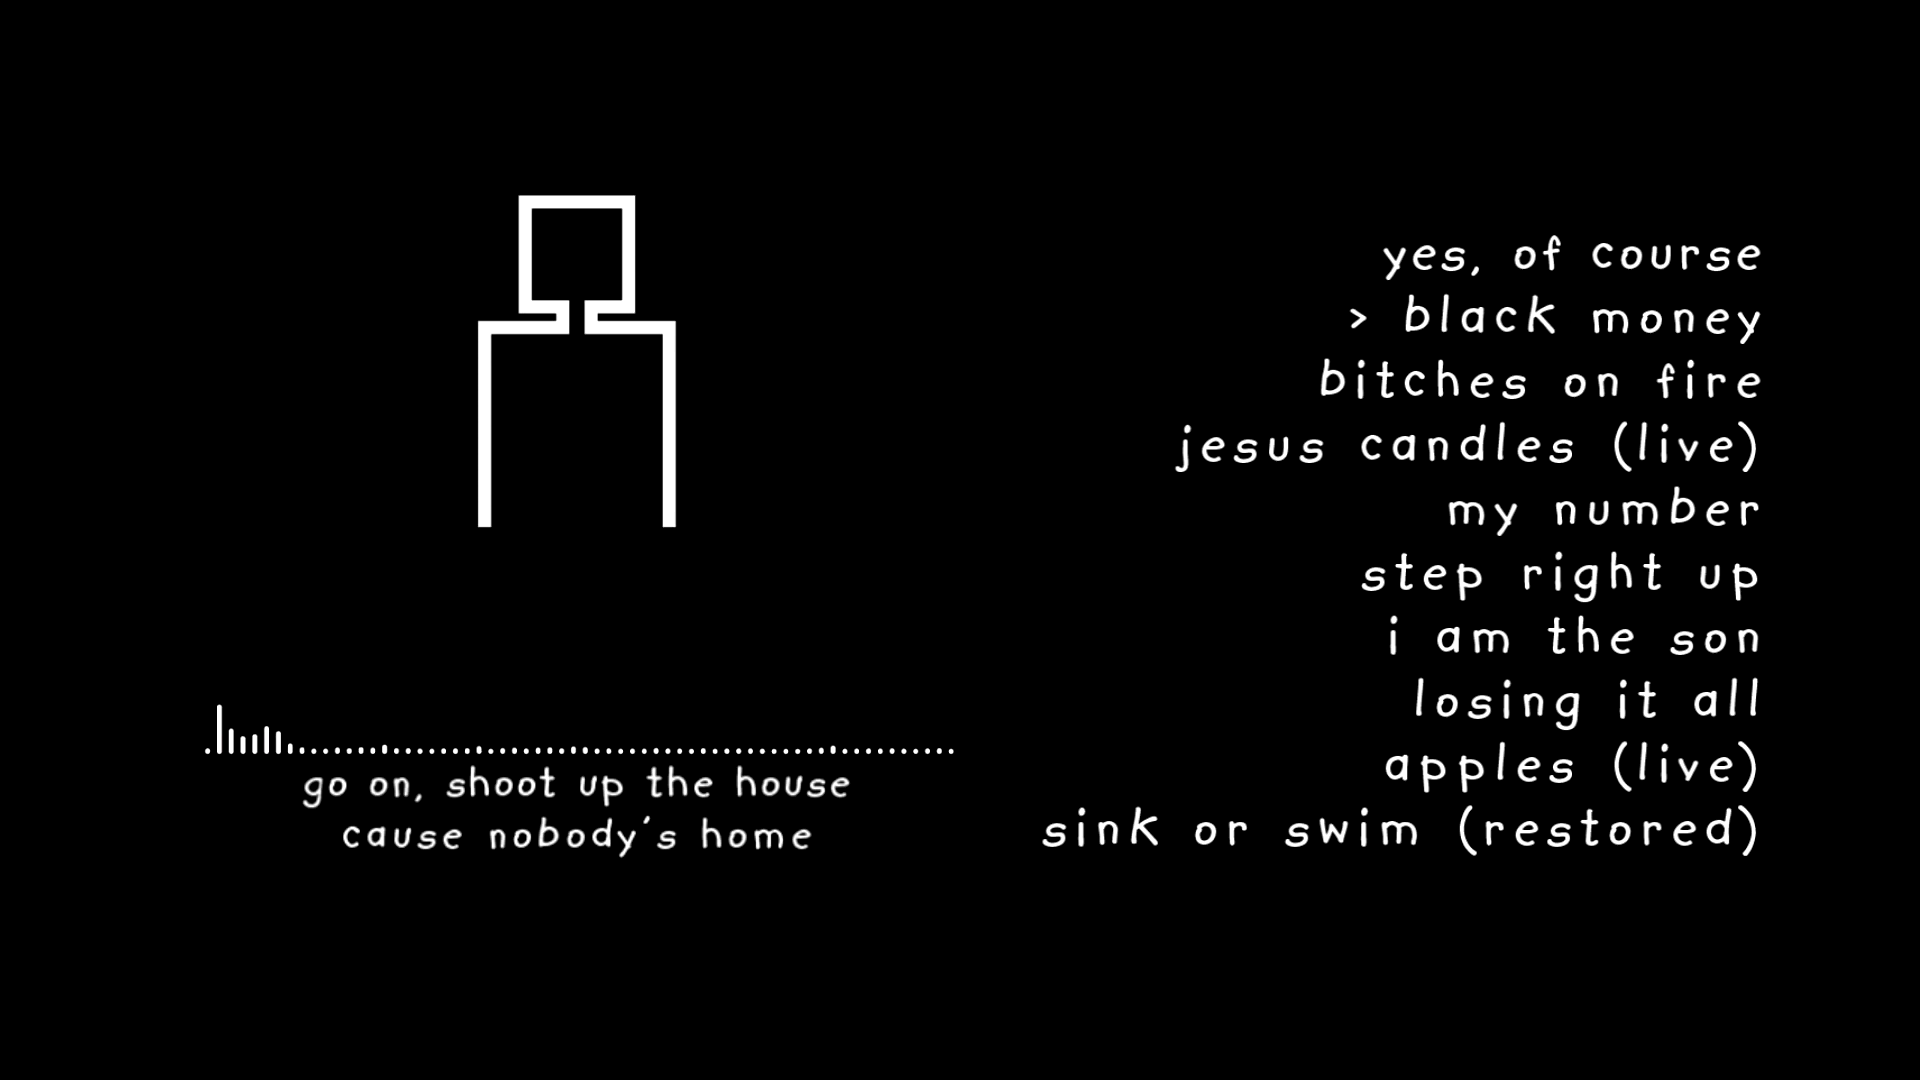 yes, of course
> black money
bitches on fire
jesus candles (live)
my number
step right up
i am the son
losing it all
apples (live)
sink or swim (restored)
go on, shoot up the house
cause nobody's home